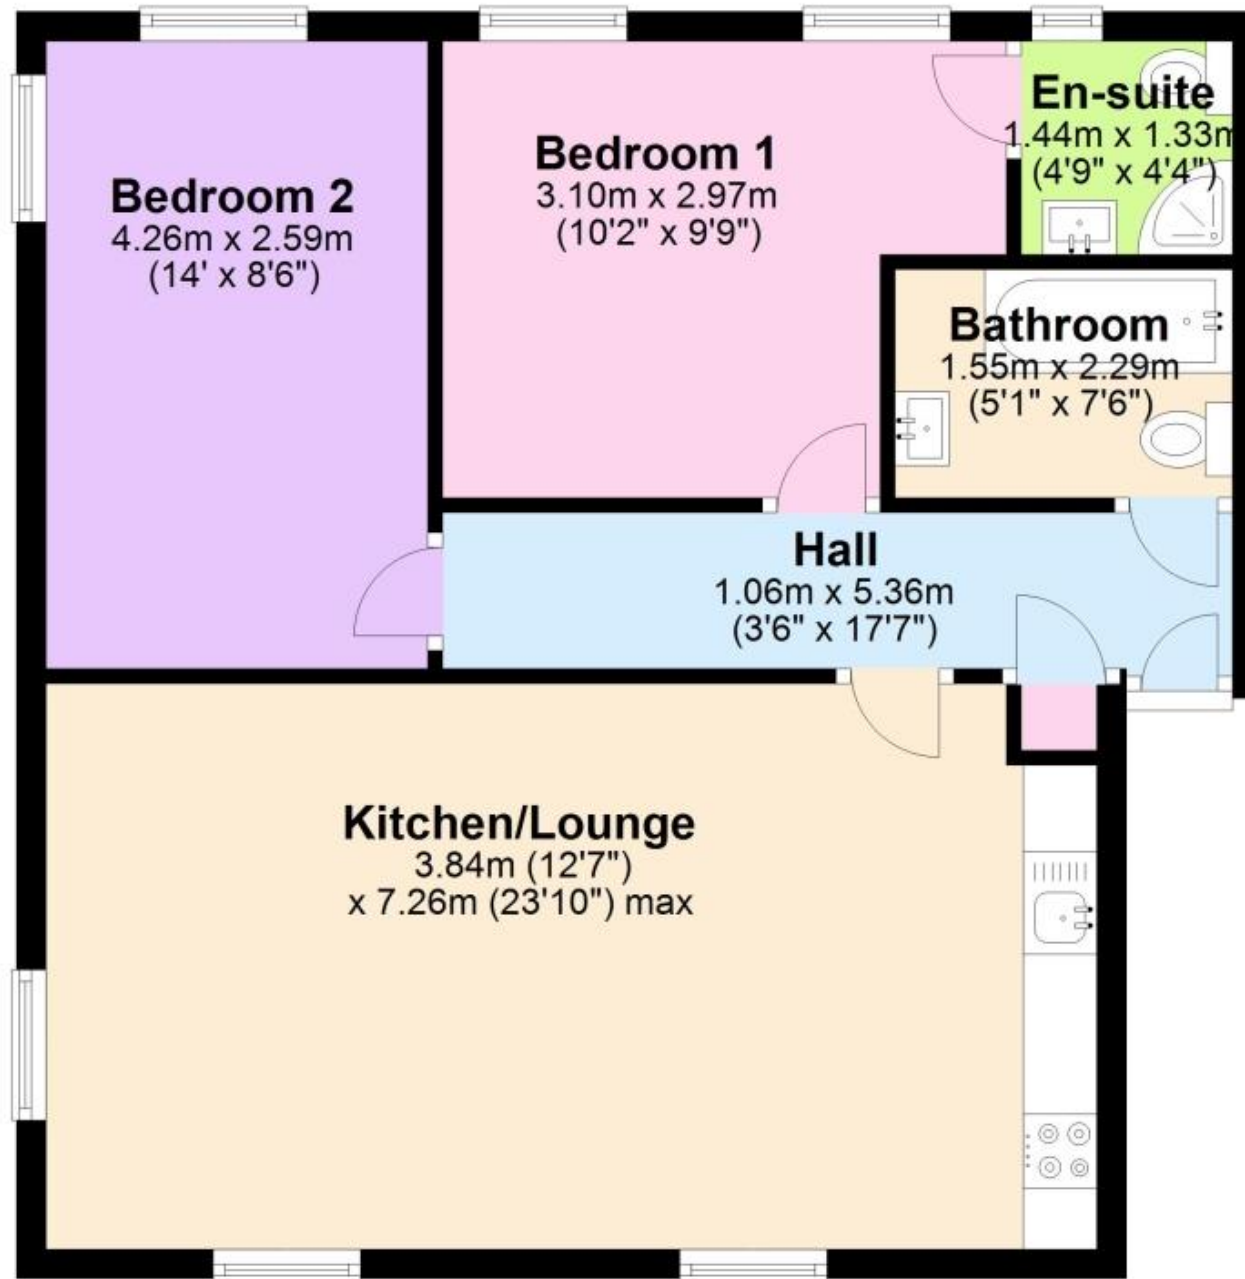 Bedroom 2
4.26m x 2.59m
(14' x 8'6")
Bedroom 1
3.10m x 2.97m
(10'2" x 9'9")
En-suite
1.44m x 1.33m
(4'9" x 4'4")
Bathroom
1.55m x 2.29m
(5'1" x 7'6")
Hall
1.06m x 5.36m
(3'6" x 17'7")
Kitchen/Lounge
3.84m (12'7")
x 7.26m (23'10") max